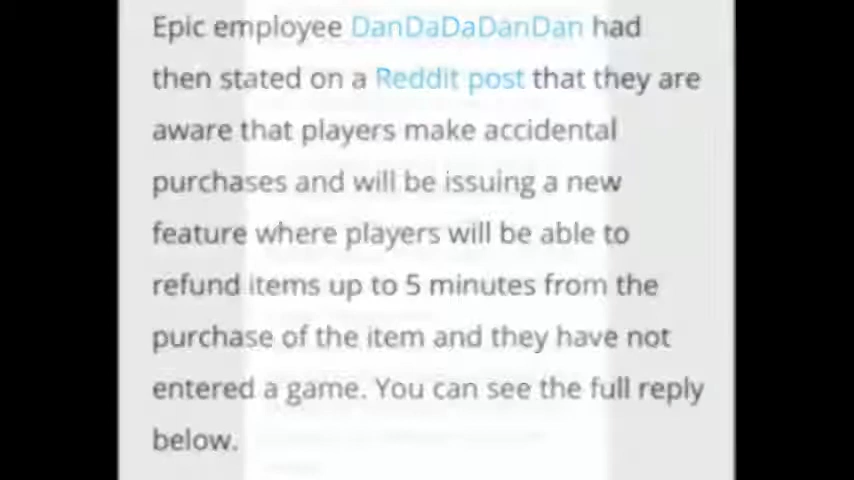 Epic employee DanDaDaDanDan had
then stated on a Reddit post that they are
aware that players make accidental
purchases and will be issuing a new
feature where players will be able to
refund items up to 5 minutes from the
purchase of the item and they have not
entered a game. You can see the full reply
below.